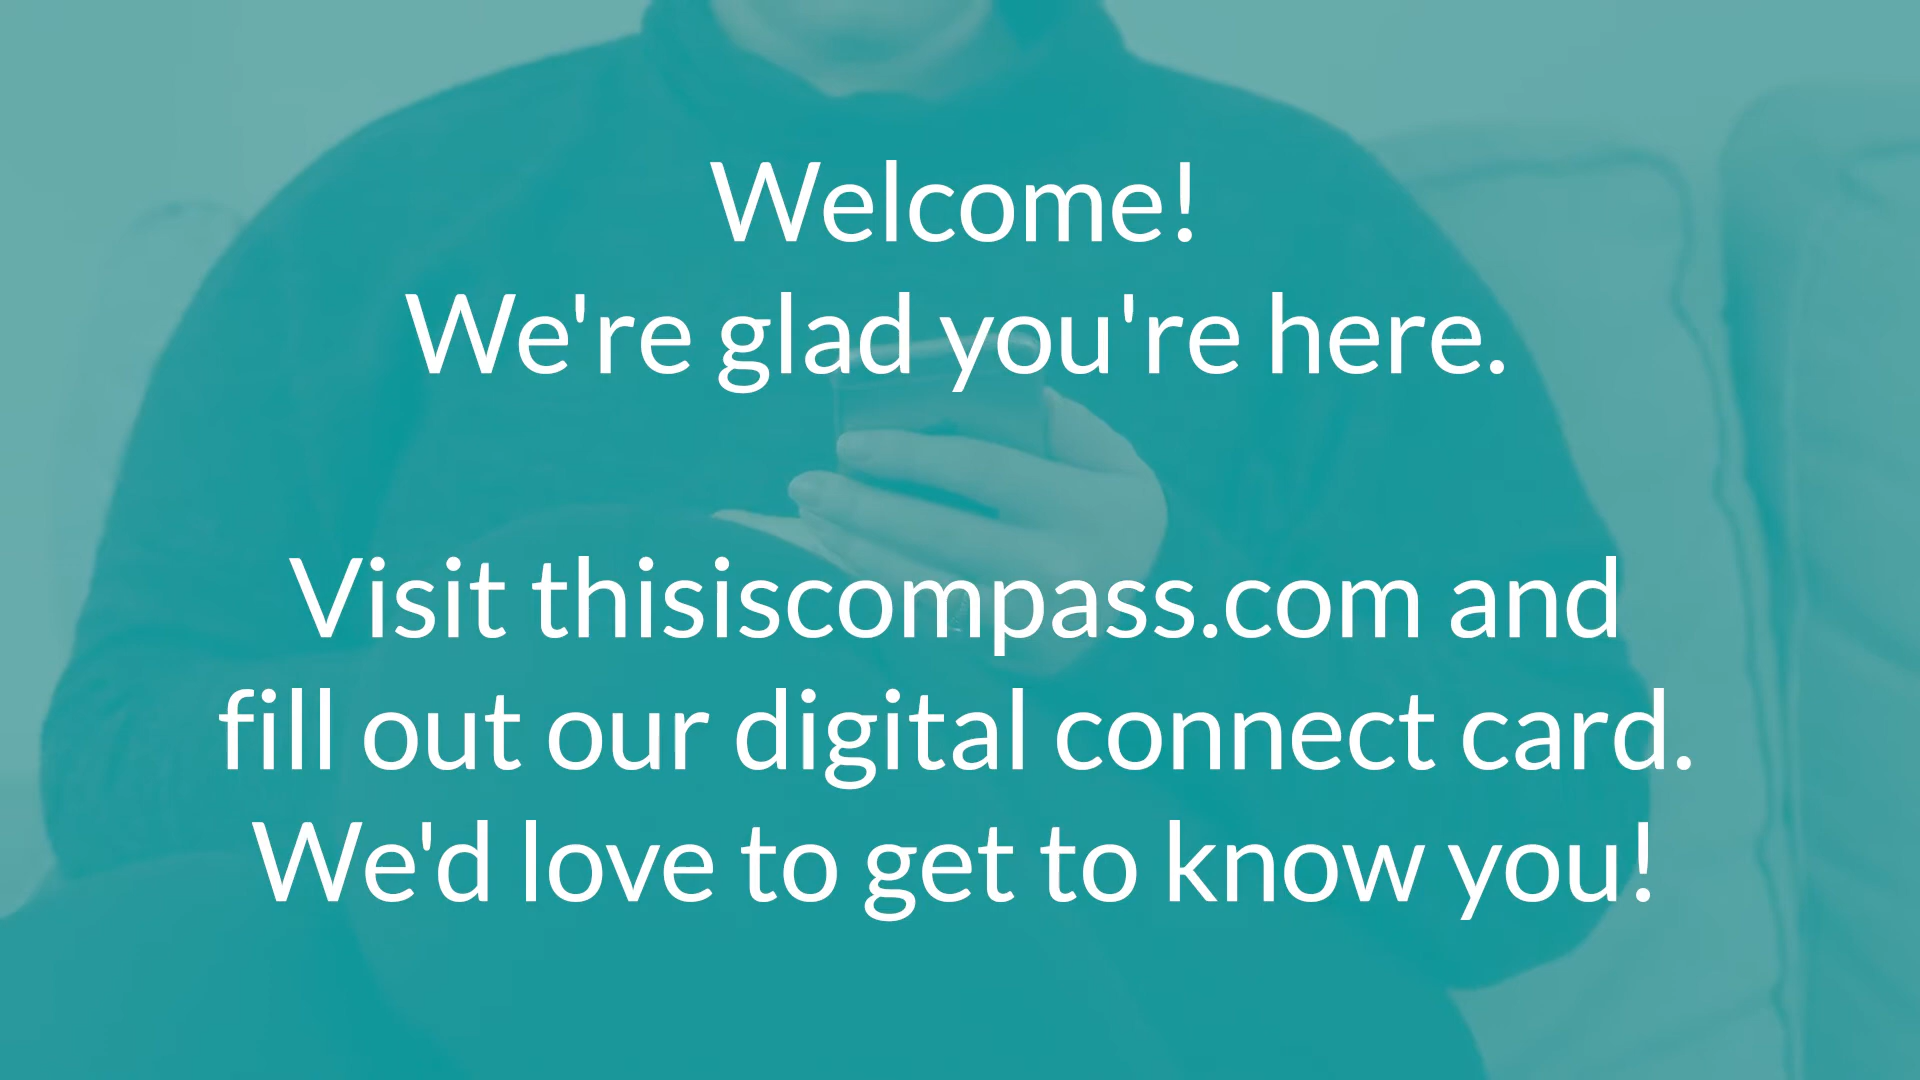 Welcome!
We're glad you're here.
Visit thisiscompass.com and
fill out our digital connect card.
We'd love to get to know you!